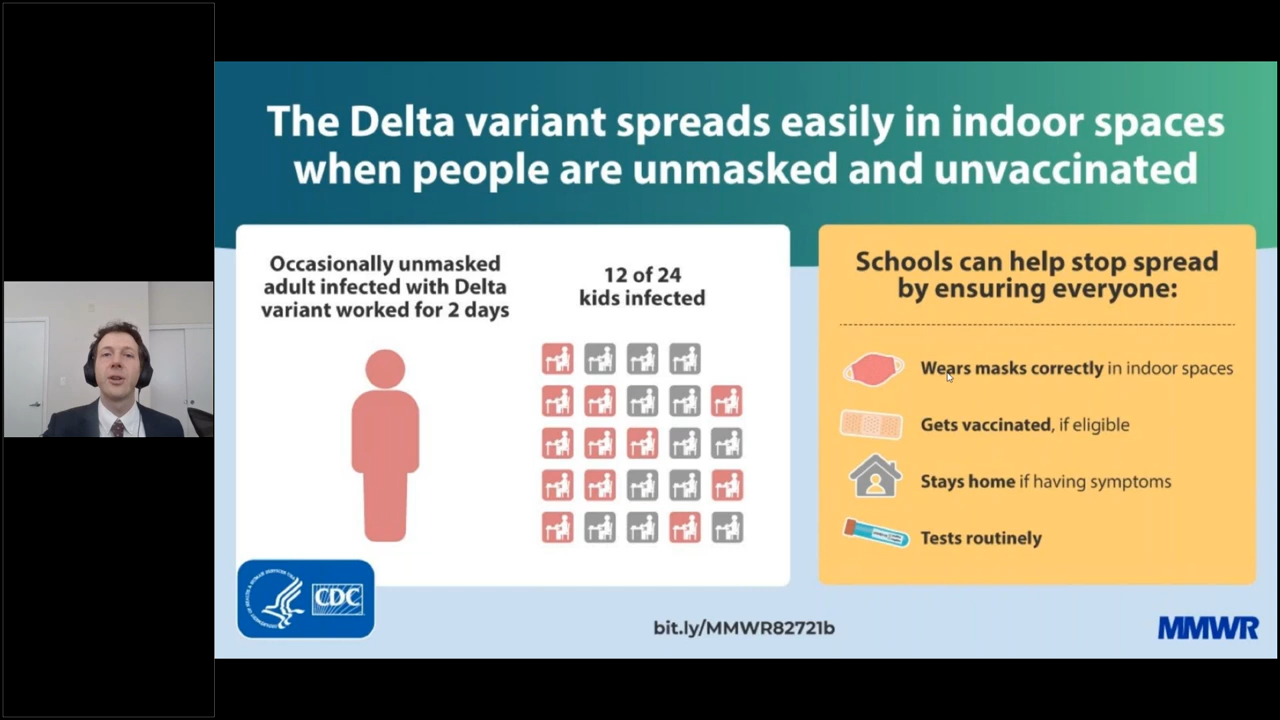 The Delta variant spreads easily in indoor spaces
when people are unmasked and unvaccinated
Occasionally unmasked
adult infected with Delta
variant worked for 2 days
12 of 24
kids infected
Schools can help stop spread
by ensuring everyone:
Wears masks correctly in indoor spaces
Gets vaccinated, if eligible
Stays home if having symptoms
Tests routinely
CDC
bit.ly/MMWR82721b
MMWR